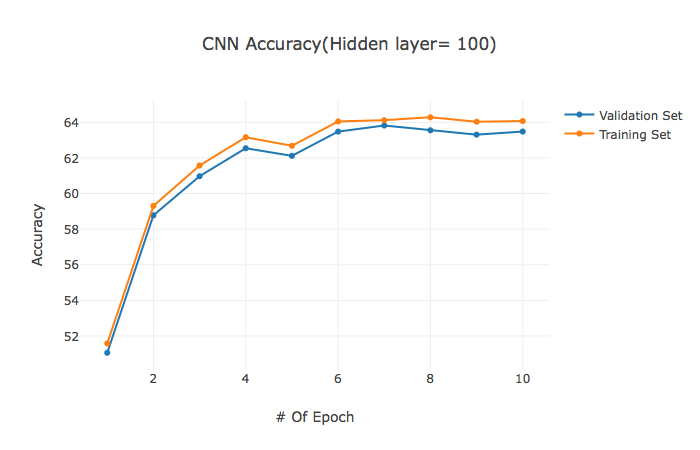 CNN Accuracy(Hidden layer= 100)
Validation Set
Training Set
64
62
60
58
56
54
52
Accuracy
2 4 6 8 10
# Of Epoch